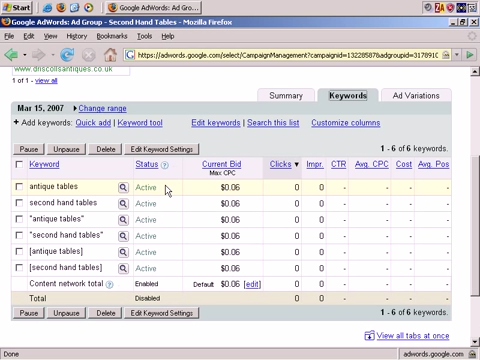 Start
Google AdWords: Ad Gro...
Google AdWords: Ad Group - Second Hand Tables - Mozilla Firefox
File Edit View History Bookmarks Tools Help
https://adwords.google.com/select/CampaignManagement?campaignid=13228587&adgroupid=317891
www.driscollsantiques.co.uk
1 of 1 - view all
Summary Keywords Ad Variations
Mar 15, 2007 Change range
+ Add keywords: Quick add | Keyword tool Edit keywords | Search this list Customize columns
Pause Unpause Delete Edit Keyword Settings 1 - 6 of 6 keywords.
Keyword Status Current Bid Clicks Impr. CTR Avg. CPC Cost Avg. Pos
Max CPC
antique tables Active $0.06 0 0 - - - -
second hand tables Active $0.06 0 0 - - - -
"antique tables" Active $0.06 0 0 - - - -
"second hand tables" Active $0.06 0 0 - - - -
[antique tables] Active $0.06 0 0 - - - -
[second hand tables] Active $0.06 0 0 - - - -
Content network total Enabled Default $0.06 [edit] 0 0 - - - -
Total Disabled 0 0 - - - -
Pause Unpause Delete Edit Keyword Settings 1 - 6 of 6 keywords.
View all tabs at once
Done adwords.google.com